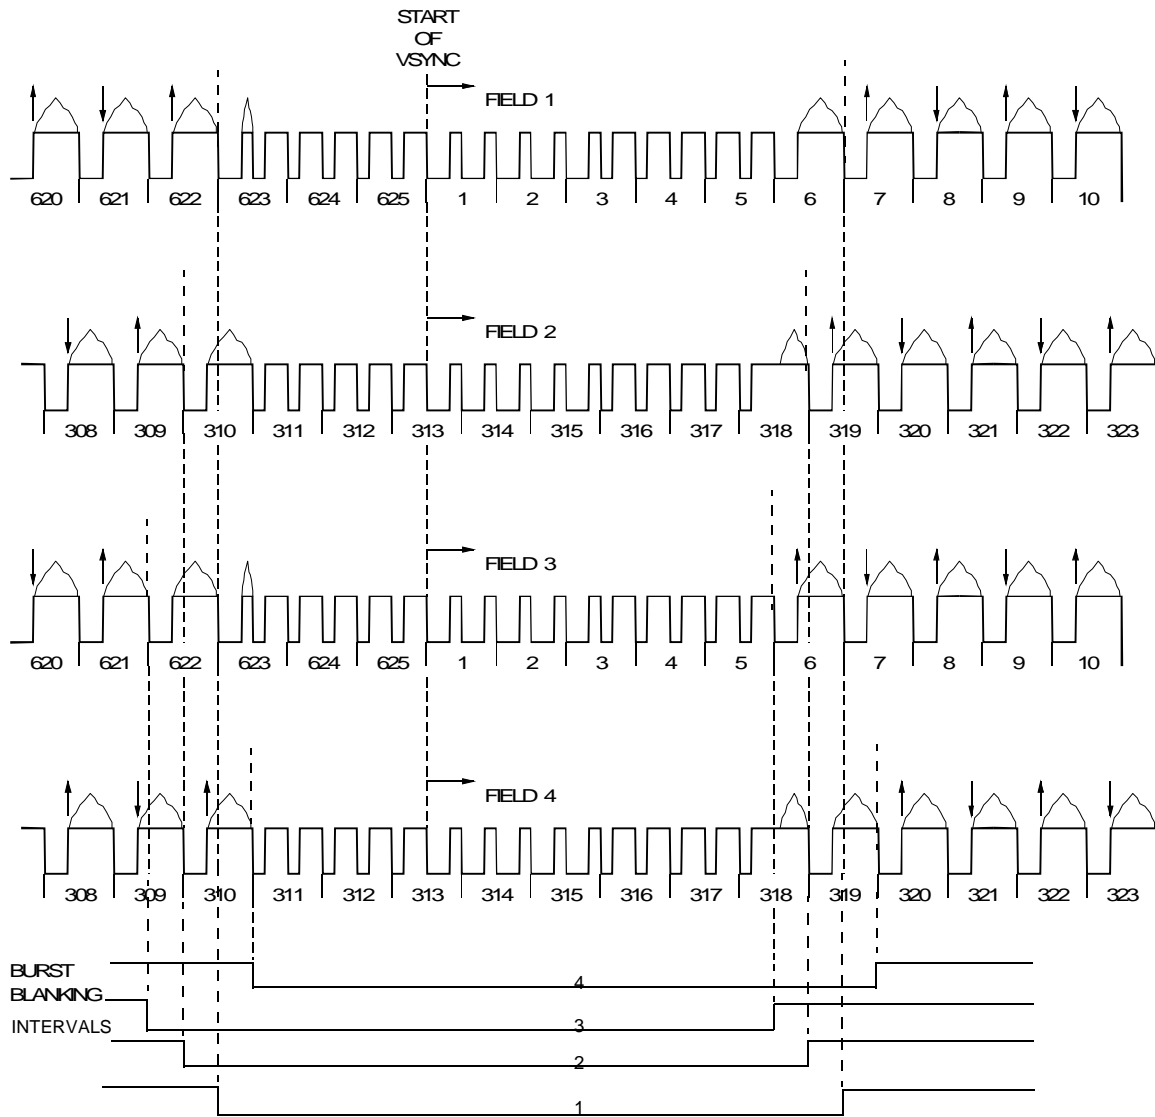 START
OF
VSYNC
FIELD 1
620 621 622 623 624 625 1 2 3 4 5 6 7 8 9 10
FIELD 2
308 309 310 311 312 313 314 315 316 317 318 319 320 321 322 323
FIELD 3
620 621 622 623 624 625 1 2 3 4 5 6 7 8 9 10
FIELD 4
308 309 310 311 312 313 314 315 316 317 318 319 320 321 322 323
BURST
BLANKING
INTERVALS
4
3
2
1